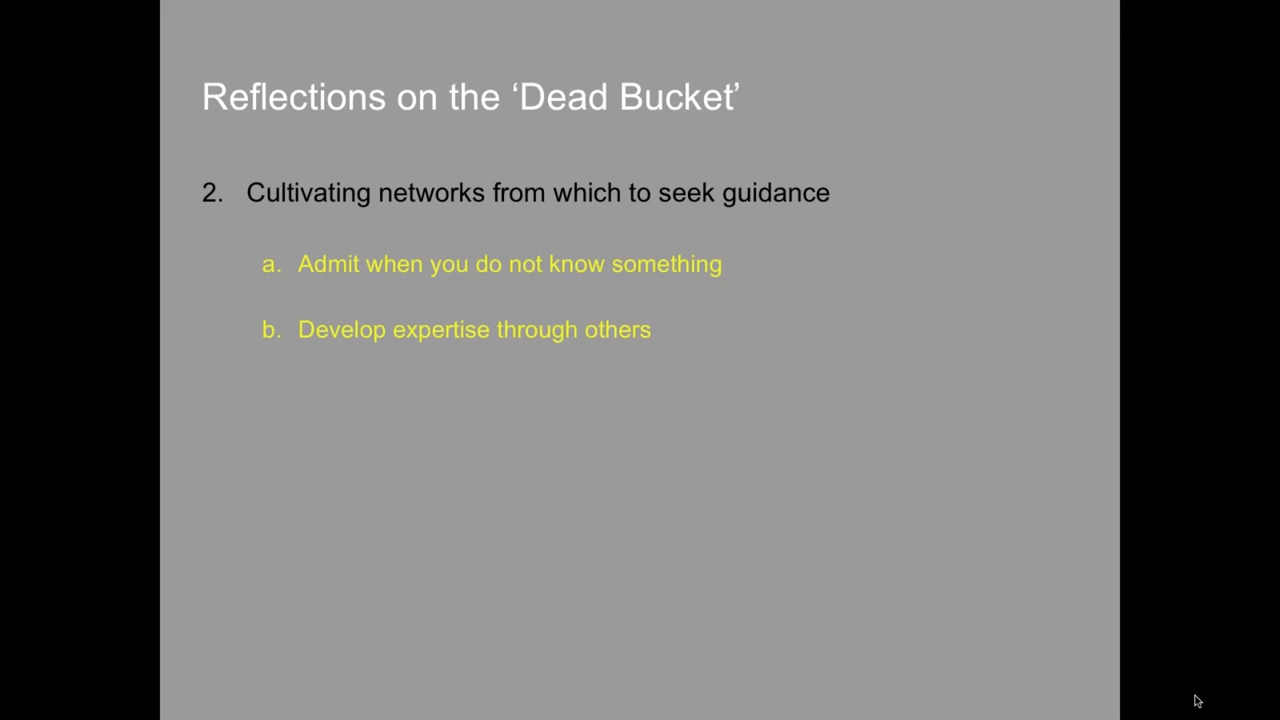 Reflections on the ‘Dead Bucket’
2. Cultivating networks from which to seek guidance
a. Admit when you do not know something
b. Develop expertise through others